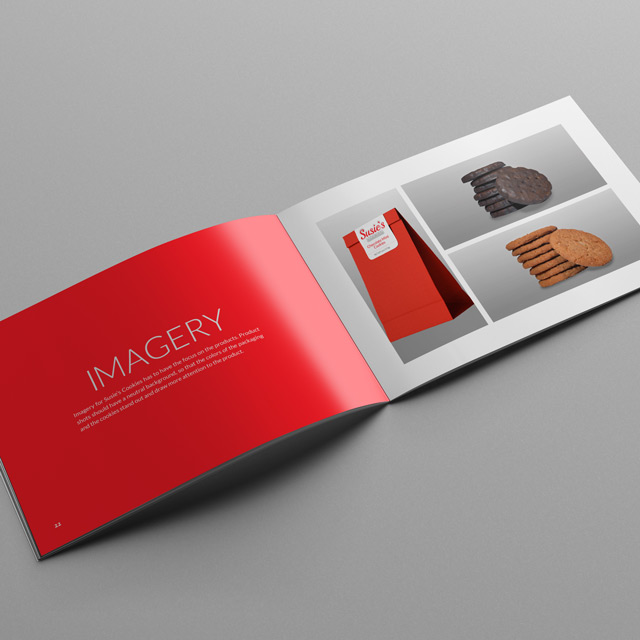 IMAGERY
Imagery for Susie's Cookies has to have the focus on the products. Product
shots should have a neutral background, so that the colors of the packaging
and the cookies stand out and draw more attention to the product.
22
Susie's